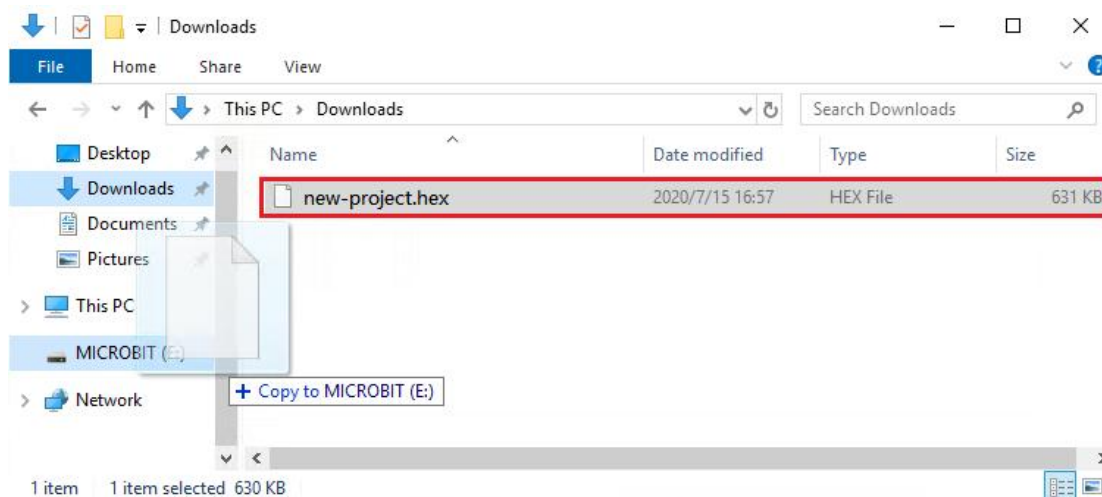 Downloads
File Home Share View
This PC > Downloads
Search Downloads
Name Date modified Type Size
Desktop
Downloads
Documents
Pictures
This PC
MICROBIT (E:)
Network
new-project.hex 2020/7/15 16:57 HEX File 631 KB
+ Copy to MICROBIT (E:)
1 item 1 item selected 630 KB